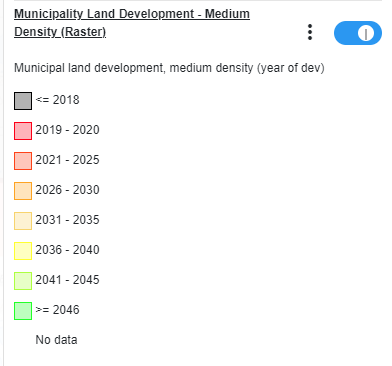 Municipality Land Development - Medium
Density (Raster)
Municipal land development, medium density (year of dev)
<= 2018
2019 - 2020
2021 - 2025
2026 - 2030
2031 - 2035
2036 - 2040
2041 - 2045
>= 2046
No data